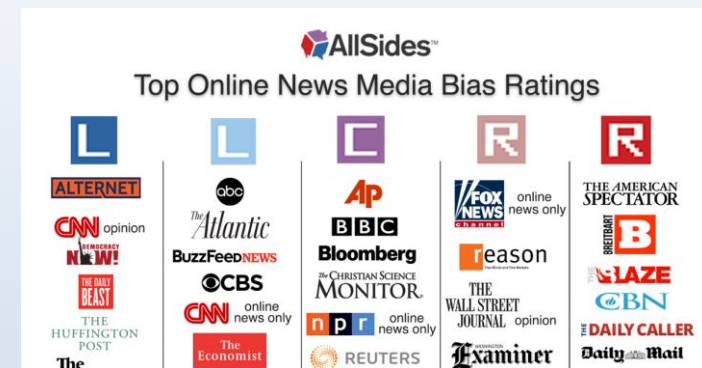 AllSides™
Top Online News Media Bias Ratings
L
L
C
R
R
ALTERNET
CNN opinion
DEMOCRACY
NOW!
THE DAILY
BEAST
THE
HUFFINGTON
POST
The
abc
The Atlantic
BuzzFeedNEWS
CBS
CNN online
news only
The
Economist
AP
BBC
Bloomberg
The CHRISTIAN SCIENCE
MONITOR
npr online
news only
REUTERS
FOX
NEWS
channel
online
news only
reason
THE
WALL STREET
JOURNAL opinion
WASHINGTON
Examiner
THE AMERICAN
SPECTATOR
BREITBART
B
THE BLAZE
CBN
THE DAILY CALLER
Daily Mail